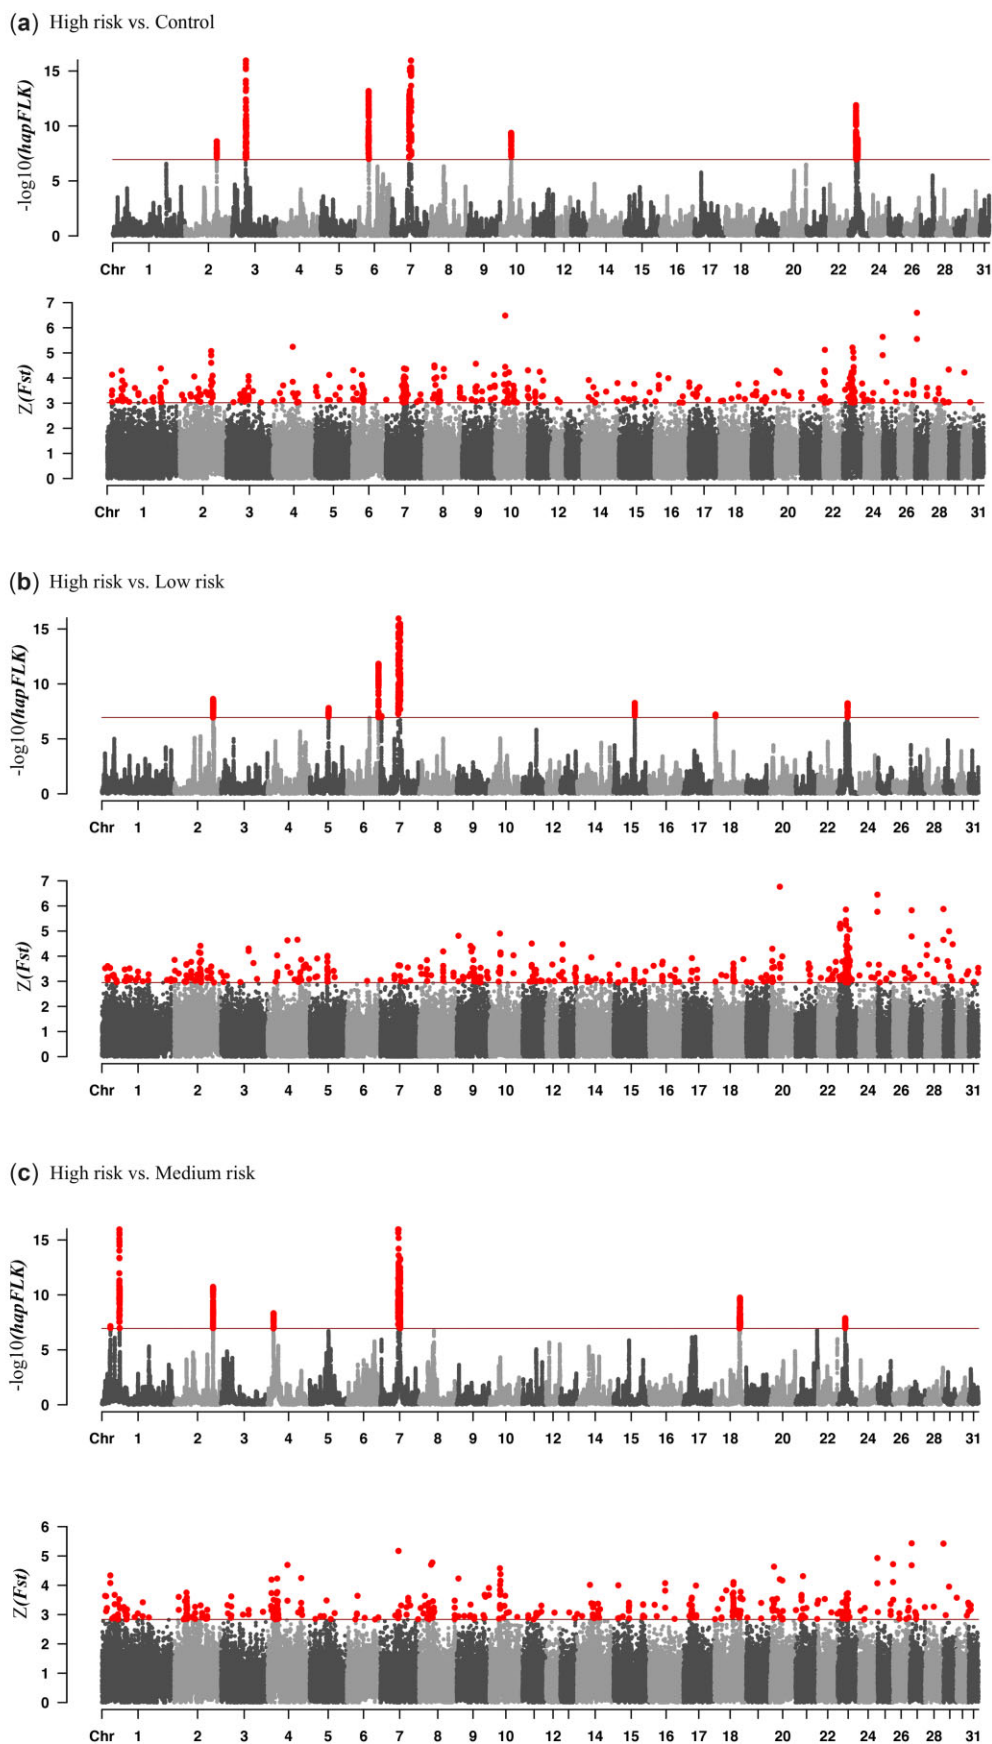 (a) High risk vs. Control
-log10(hapFLK)
15
10
5
0
Chr 1 2 3 4 5 6 7 8 9 10 12 14 15 16 17 18 20 22 24 26 28 31
Z(Fst)
7
6
5
4
3
2
1
0
Chr 1 2 3 4 5 6 7 8 9 10 12 14 15 16 17 18 20 22 24 26 28 31
(b) High risk vs. Low risk
-log10(hapFLK)
15
10
5
0
Chr 1 2 3 4 5 6 7 8 9 10 11 12 14 15 16 17 18 20 22 24 26 28 31
Z(Fst)
7
6
5
4
3
2
1
0
Chr 1 2 3 4 5 6 7 8 9 10 11 12 14 15 16 17 18 20 22 24 26 28 31
(c) High risk vs. Medium risk
-log10(hapFLK)
15
10
5
0
Chr 1 2 3 4 5 6 7 8 9 10 11 12 14 15 16 17 18 20 22 24 26 28 31
Z(Fst)
6
5
4
3
2
1
0
Chr 1 2 3 4 5 6 7 8 9 10 11 12 14 15 16 17 18 20 22 24 26 28 31